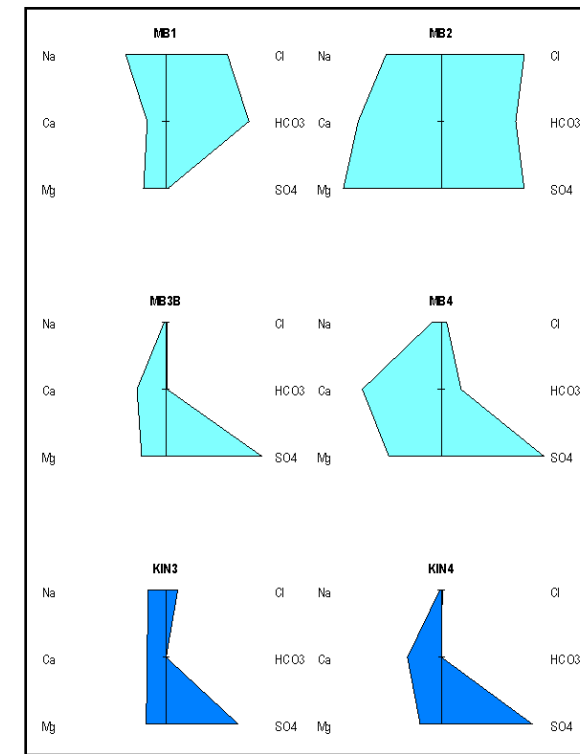 MB1
MB2
Na Cl Na Cl
Ca HCO3 Ca HCO3
Mg SO4 Mg SO4
MB3B
MB4
Na Cl Na Cl
Ca HCO3 Ca HCO3
Mg SO4 Mg SO4
KIN3
KIN4
Na Cl Na Cl
Ca HCO3 Ca HCO3
Mg SO4 Mg SO4